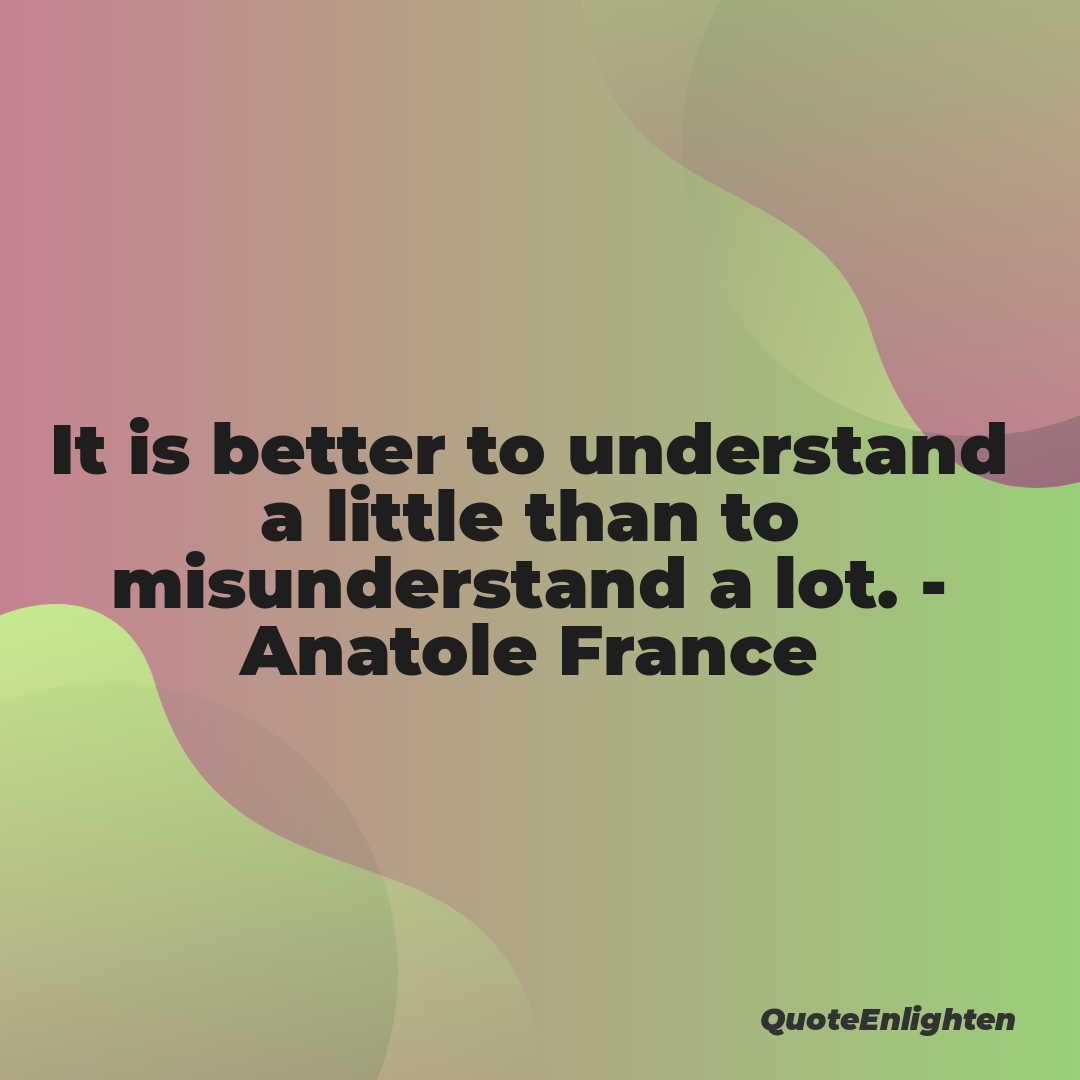 It is better to understand
a little than to
misunderstand a lot. -
Anatole France
QuoteEnlighten